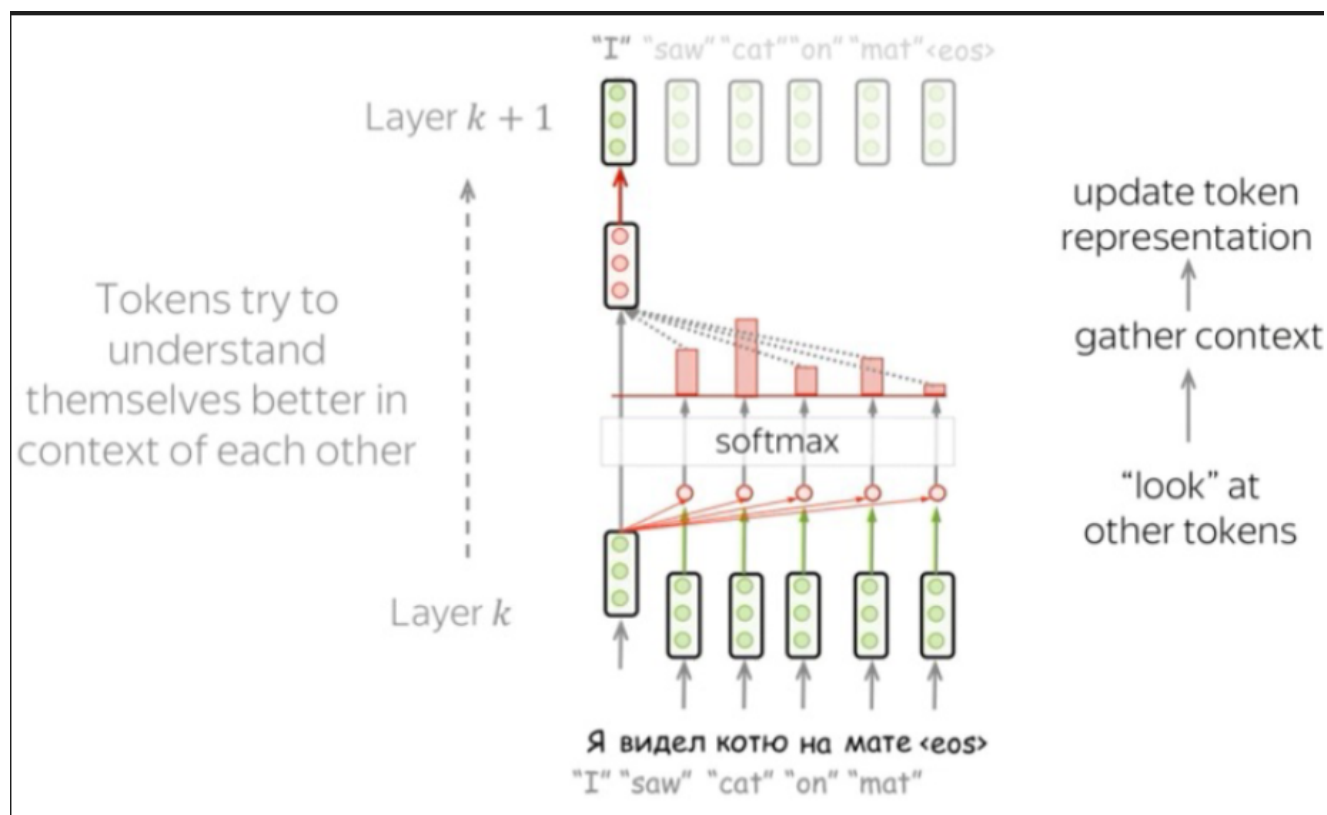 "I" "saw" "cat" "on" "mat" <eos>
Layer k + 1
update token
representation
Tokens try to
understand
themselves better in
context of each other
gather context
softmax
"look" at
other tokens
Layer k
Я видел котю на мате <eos>
"I" "saw" "cat" "on" "mat"